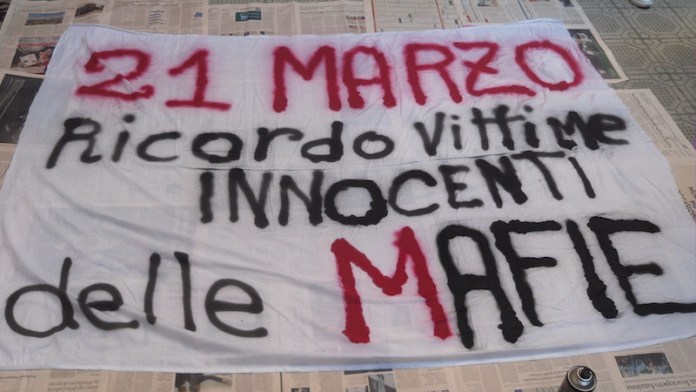 21 MARZO
Ricordo Vittime
INNOCENTI
delle MAFIE